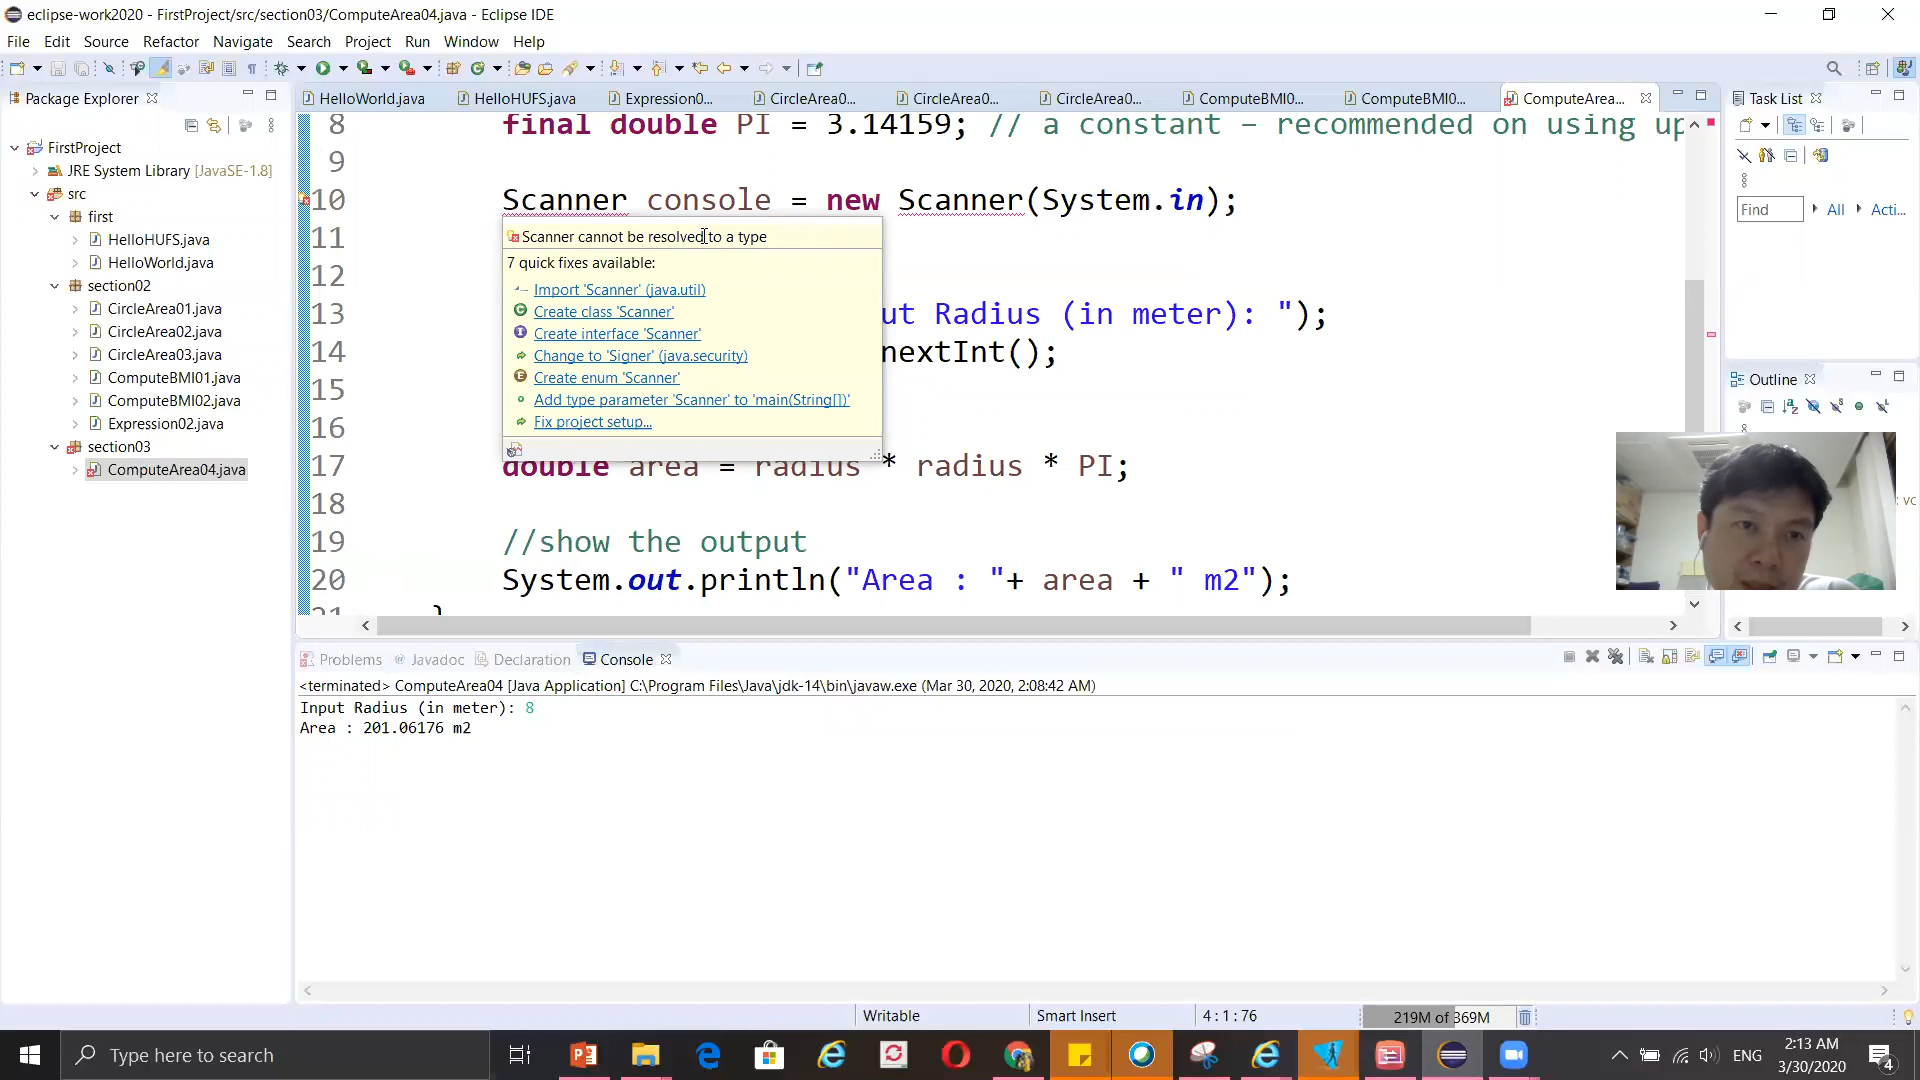 eclipse-work2020 - FirstProject/src/section03/ComputeArea04.java - Eclipse IDE
File Edit Source Refactor Navigate Search Project Run Window Help
Package Explorer
HelloWorld.java HelloHUFS.java Expression0... CircleArea0... CircleArea0... CircleArea0... ComputeBMI0... ComputeBMI0... ComputeArea...
Task List
FirstProject
JRE System Library [JavaSE-1.8]
src
first
HelloHUFS.java
HelloWorld.java
section02
CircleArea01.java
CircleArea02.java
CircleArea03.java
ComputeBMI01.java
ComputeBMI02.java
Expression02.java
section03
ComputeArea04.java
8 final double PI = 3.14159; // a constant – recommended on using up
9
10 Scanner console = new Scanner(System.in);
11
12
13 ut Radius (in meter): ");
14 nextInt();
15
16
17 double area = radius * radius * PI;
18
19 //show the output
20 System.out.println("Area : "+ area + " m2");
21 }
Scanner cannot be resolved to a type
7 quick fixes available:
Import 'Scanner' (java.util)
Create class 'Scanner'
Create interface 'Scanner'
Change to 'Signer' (java.security)
Create enum 'Scanner'
Add type parameter 'Scanner' to 'main(String[])'
Fix project setup...
Find All Acti...
Outline
: vc
Problems @ Javadoc Declaration Console
<terminated> ComputeArea04 [Java Application] C:\Program Files\Java\jdk-14\bin\javaw.exe (Mar 30, 2020, 2:08:42 AM)
Input Radius (in meter): 8
Area : 201.06176 m2
Writable Smart Insert 4 : 1 : 76 219M of 369M
Type here to search
ENG
2:13 AM
3/30/2020
4